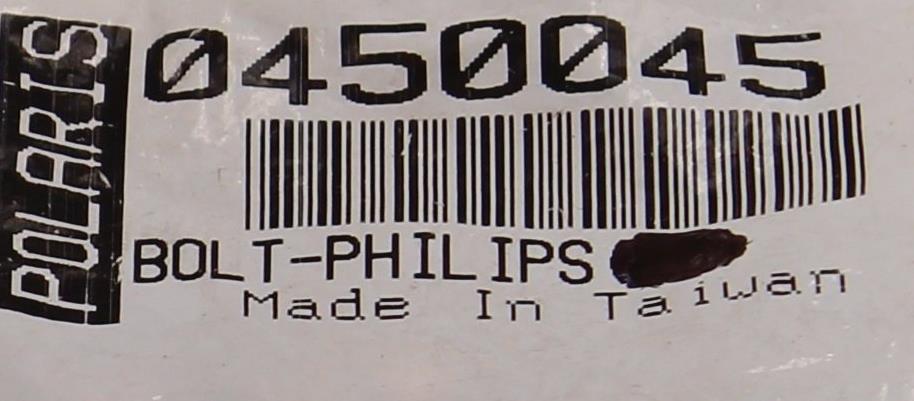 POLARIS
0450045
BOLT-PHILIPS
Made In Taiwan